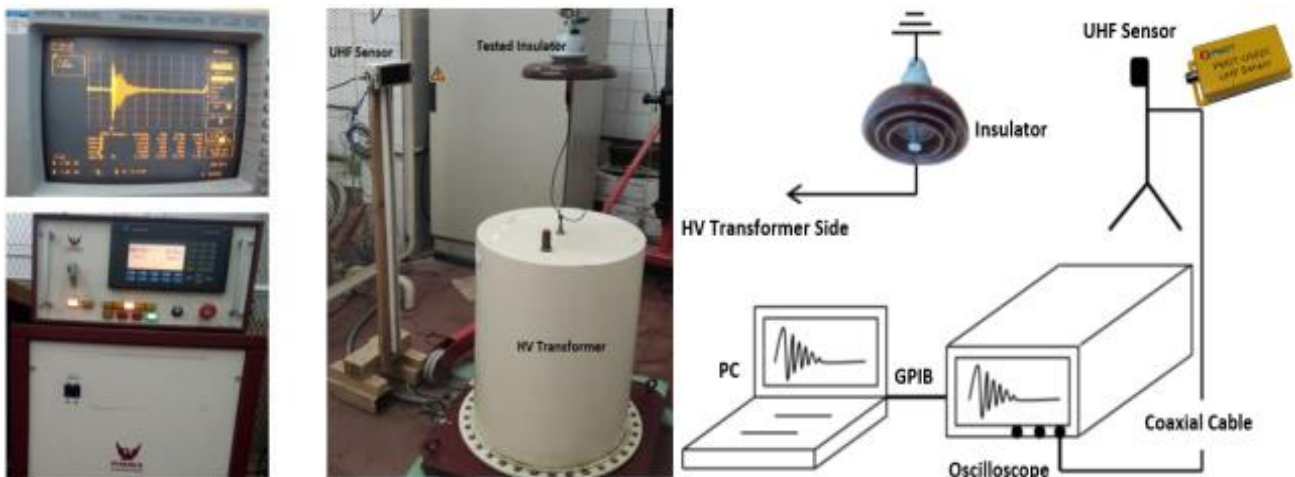 UHF Sensor
Tested Insulator
HV Transformer
UHF Sensor
Insulator
HV Transformer Side
PC
GPIB
Coaxial Cable
Oscilloscope